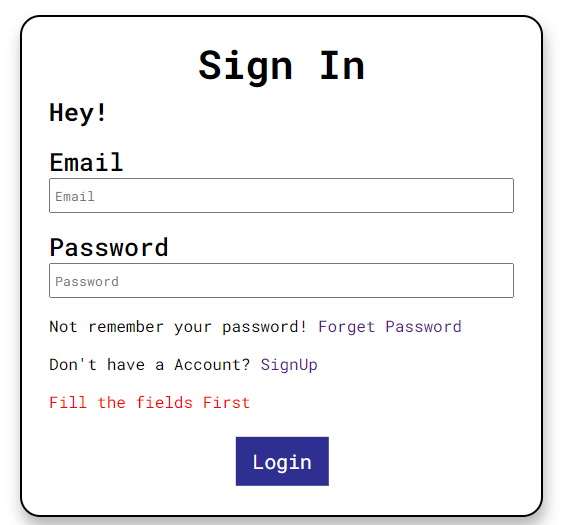 Sign In
Hey!
Email
Email
Password
Password
Not remember your password! Forget Password
Don't have a Account? SignUp
Fill the fields First
Login